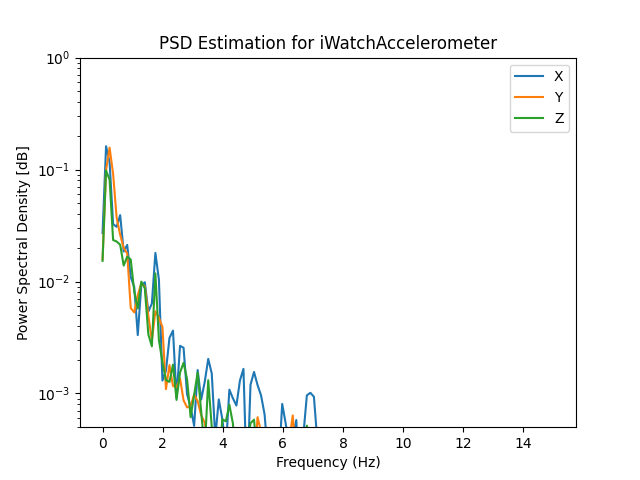 PSD Estimation for iWatchAccelerometer
X
Y
Z
Power Spectral Density [dB]
10⁰
10⁻¹
10⁻²
10⁻³
0 2 4 6 8 10 12 14
Frequency (Hz)